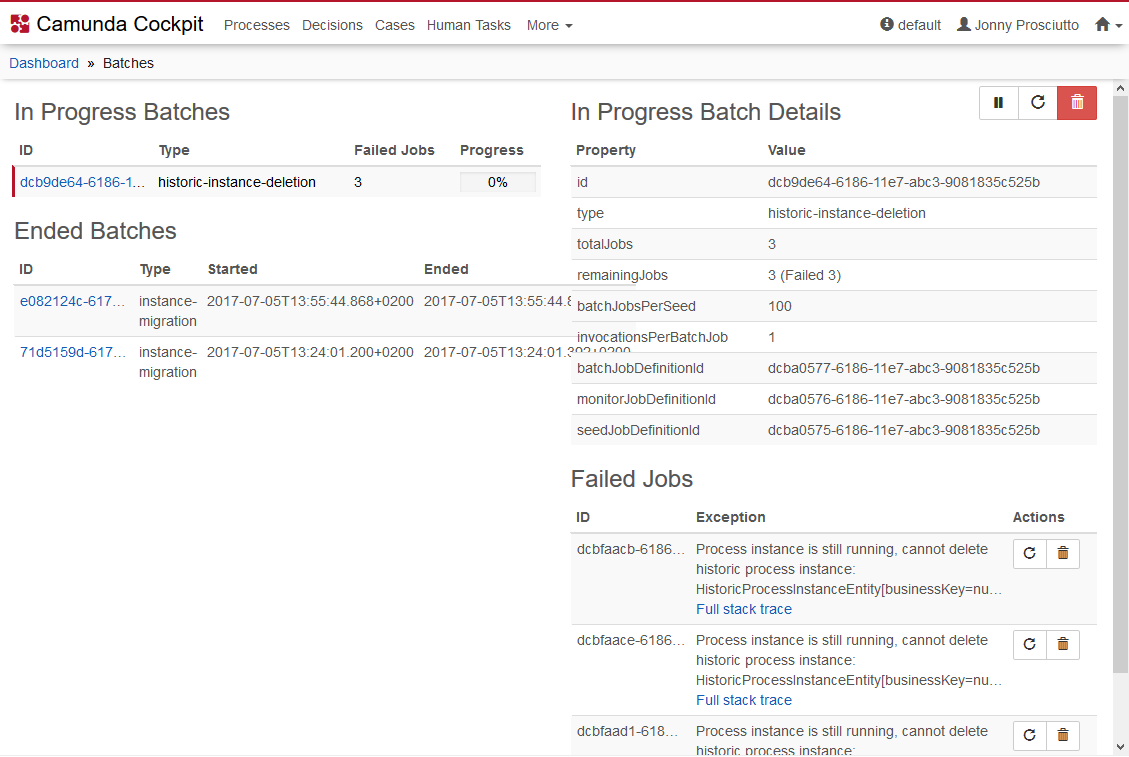 Camunda Cockpit Processes Decisions Cases Human Tasks More default Jonny Prosciutto
Dashboard » Batches
In Progress Batches
ID Type Failed Jobs Progress
dcb9de64-6186-1... historic-instance-deletion 3 0%
Ended Batches
ID Type Started Ended
e082124c-617... instance-migration 2017-07-05T13:55:44.868+0200 2017-07-05T13:55:44.8
71d5159d-617... instance-migration 2017-07-05T13:24:01.200+0200 2017-07-05T13:24:01.392+0200
In Progress Batch Details
Property Value
id dcb9de64-6186-11e7-abc3-9081835c525b
type historic-instance-deletion
totalJobs 3
remainingJobs 3 (Failed 3)
batchJobsPerSeed 100
invocationsPerBatchJob 1
batchJobDefinitionId dcba0577-6186-11e7-abc3-9081835c525b
monitorJobDefinitionId dcba0576-6186-11e7-abc3-9081835c525b
seedJobDefinitionId dcba0575-6186-11e7-abc3-9081835c525b
Failed Jobs
ID Exception Actions
dcbfaacb-6186... Process instance is still running, cannot delete
historic process instance:
HistoricProcessInstanceEntity[businessKey=nu...
Full stack trace
dcbfaace-6186... Process instance is still running, cannot delete
historic process instance:
HistoricProcessInstanceEntity[businessKey=nu...
Full stack trace
dcbfaad1-618... Process instance is still running, cannot delete
historic process instance: